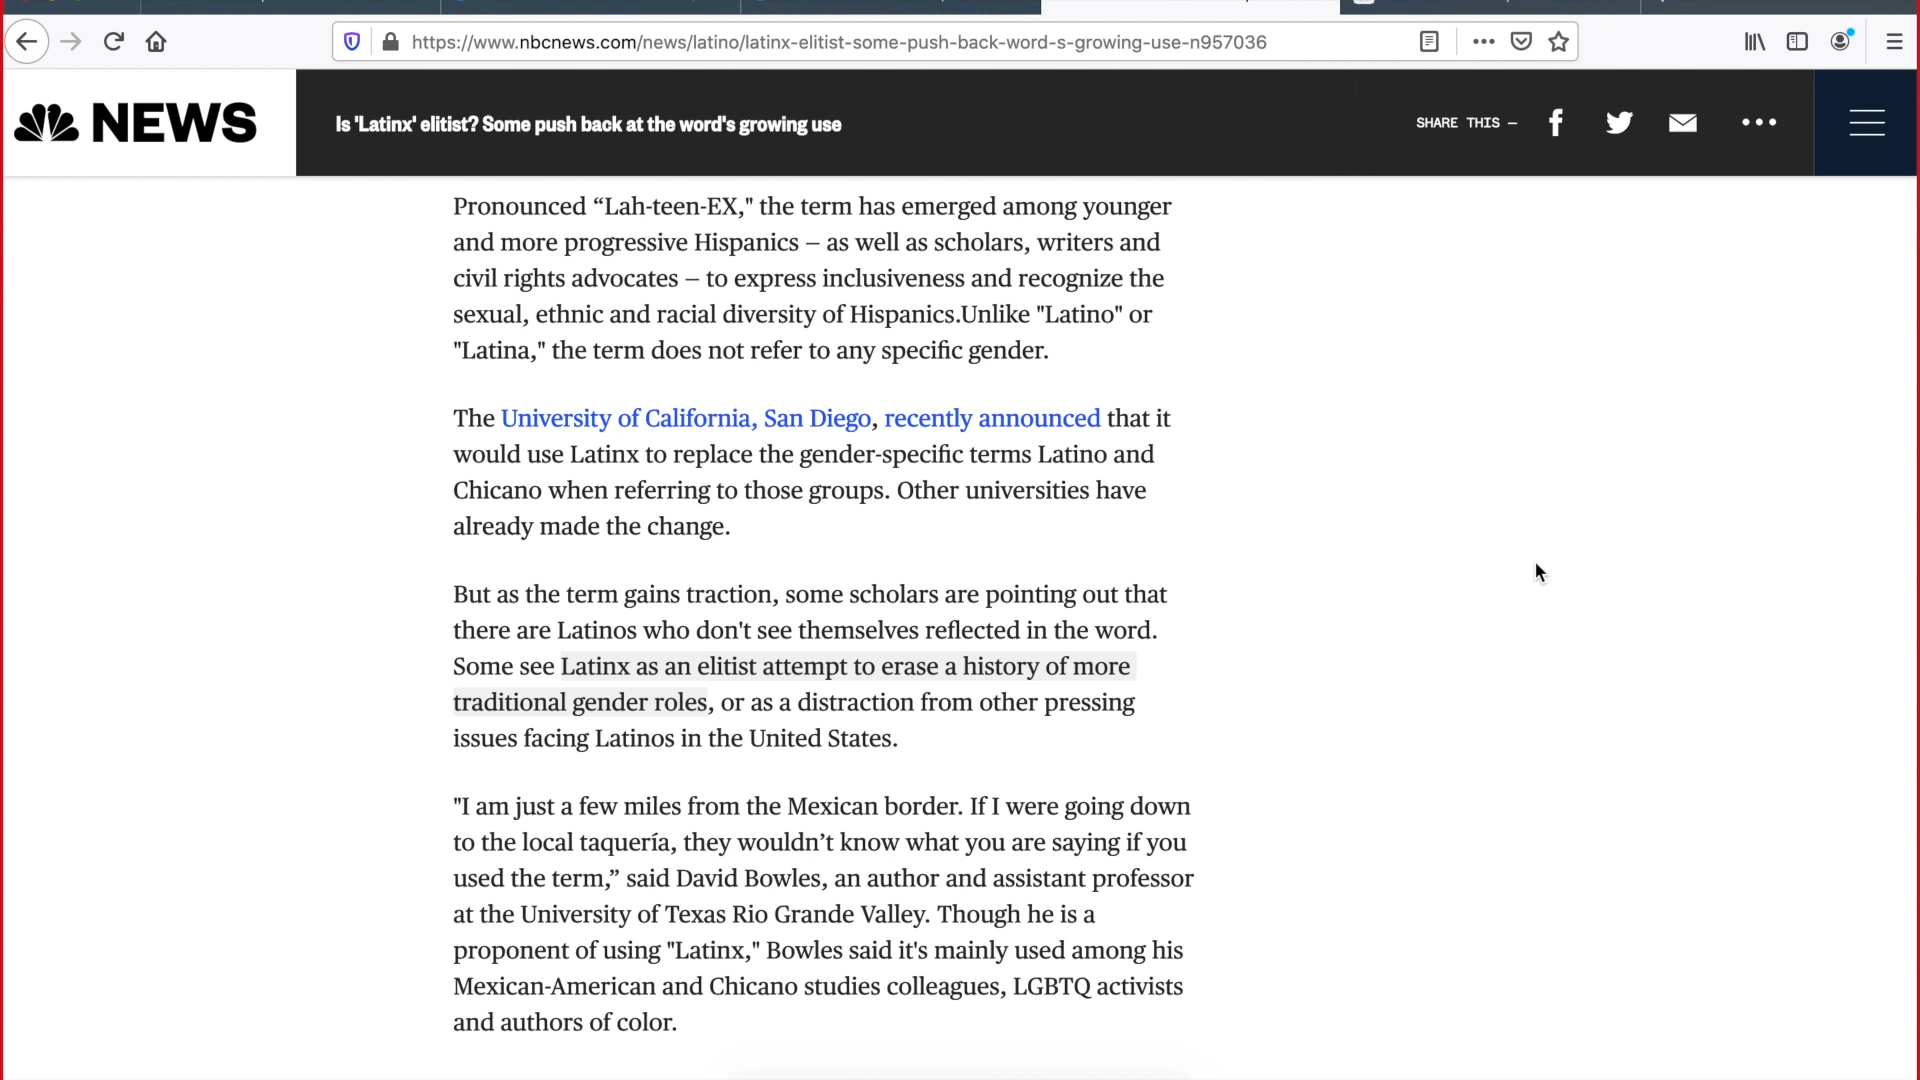 https://www.nbcnews.com/news/latino/latinx-elitist-some-push-back-word-s-growing-use-n957036
NEWS
Is 'Latinx' elitist? Some push back at the word's growing use
SHARE THIS —
Pronounced “Lah-teen-EX," the term has emerged among younger
and more progressive Hispanics — as well as scholars, writers and
civil rights advocates — to express inclusiveness and recognize the
sexual, ethnic and racial diversity of Hispanics.Unlike "Latino" or
"Latina," the term does not refer to any specific gender.
The University of California, San Diego, recently announced that it
would use Latinx to replace the gender-specific terms Latino and
Chicano when referring to those groups. Other universities have
already made the change.
But as the term gains traction, some scholars are pointing out that
there are Latinos who don't see themselves reflected in the word.
Some see Latinx as an elitist attempt to erase a history of more
traditional gender roles, or as a distraction from other pressing
issues facing Latinos in the United States.
"I am just a few miles from the Mexican border. If I were going down
to the local taquería, they wouldn’t know what you are saying if you
used the term,” said David Bowles, an author and assistant professor
at the University of Texas Rio Grande Valley. Though he is a
proponent of using "Latinx," Bowles said it's mainly used among his
Mexican-American and Chicano studies colleagues, LGBTQ activists
and authors of color.